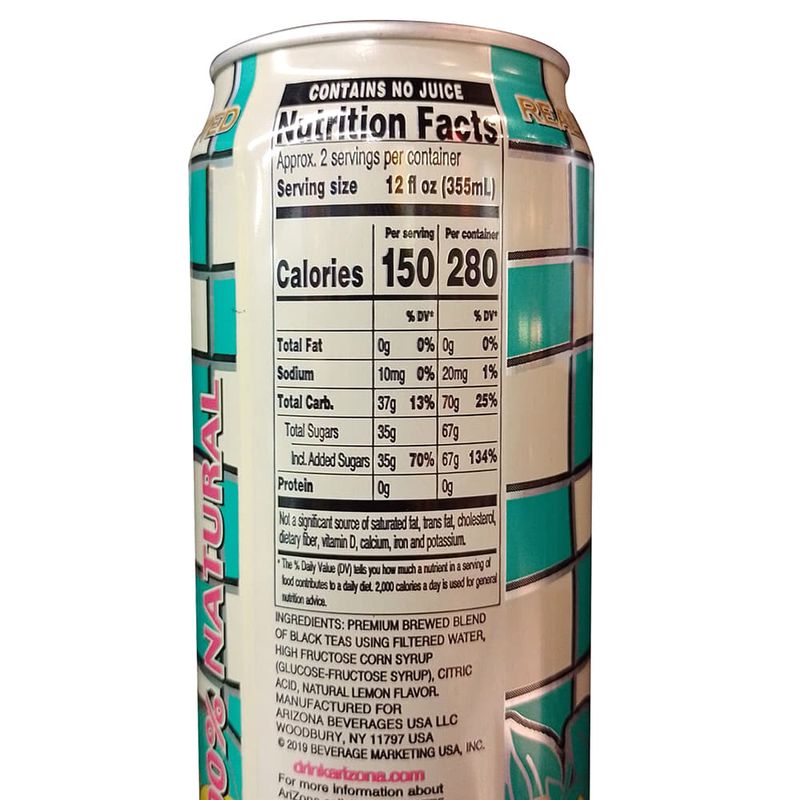 CONTAINS NO JUICE
Nutrition Facts
Approx. 2 servings per container
Serving size 12 fl oz (355mL)
Per serving Per container
Calories 150 280
% DV* % DV*
Total Fat 0g 0% 0g 0%
Sodium 10mg 0% 20mg 1%
Total Carb. 37g 13% 70g 25%
Total Sugars 35g 67g
Incl. Added Sugars 35g 70% 67g 134%
Protein 0g 0g
Not a significant source of saturated fat, trans fat, cholesterol,
dietary fiber, vitamin D, calcium, iron and potassium.
* The % Daily Value (DV) tells you how much a nutrient in a serving of
food contributes to a daily diet. 2,000 calories a day is used for general
nutrition advice.
INGREDIENTS: PREMIUM BREWED BLEND
OF BLACK TEAS USING FILTERED WATER,
HIGH FRUCTOSE CORN SYRUP
(GLUCOSE-FRUCTOSE SYRUP), CITRIC
ACID, NATURAL LEMON FLAVOR.
MANUFACTURED FOR
ARIZONA BEVERAGES USA LLC
WOODBURY, NY 11797 USA
© 2019 BEVERAGE MARKETING USA, INC.
drinkarizona.com
For more information about
NATURAL